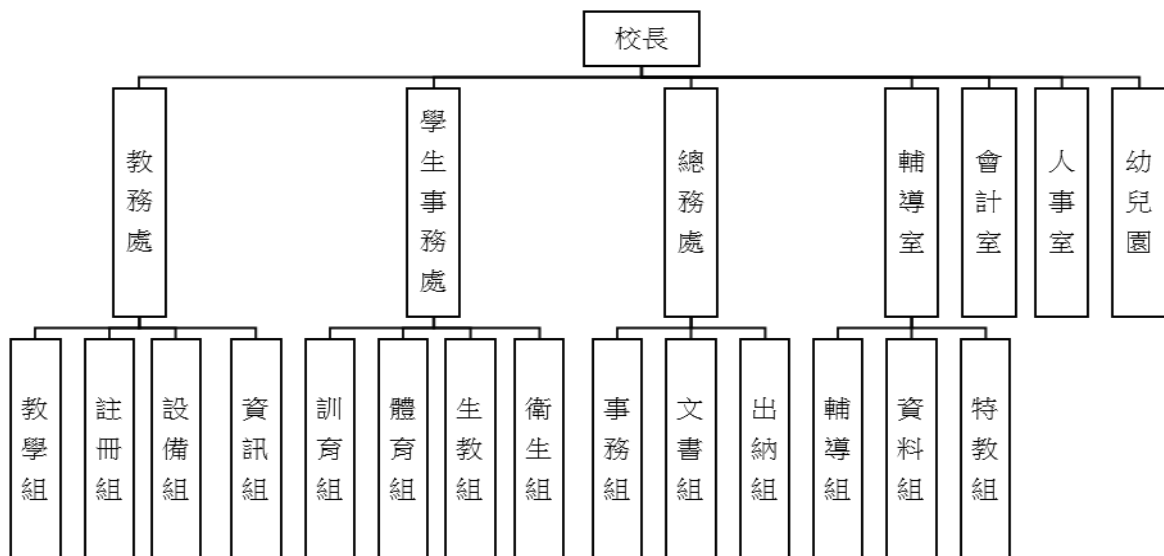 校長
教務處
學生事務處
總務處
輔導室
會計室
人事室
幼兒園
教學組
註冊組
設備組
資訊組
訓育組
體育組
生教組
衛生組
事務組
文書組
出納組
輔導組
資料組
特教組